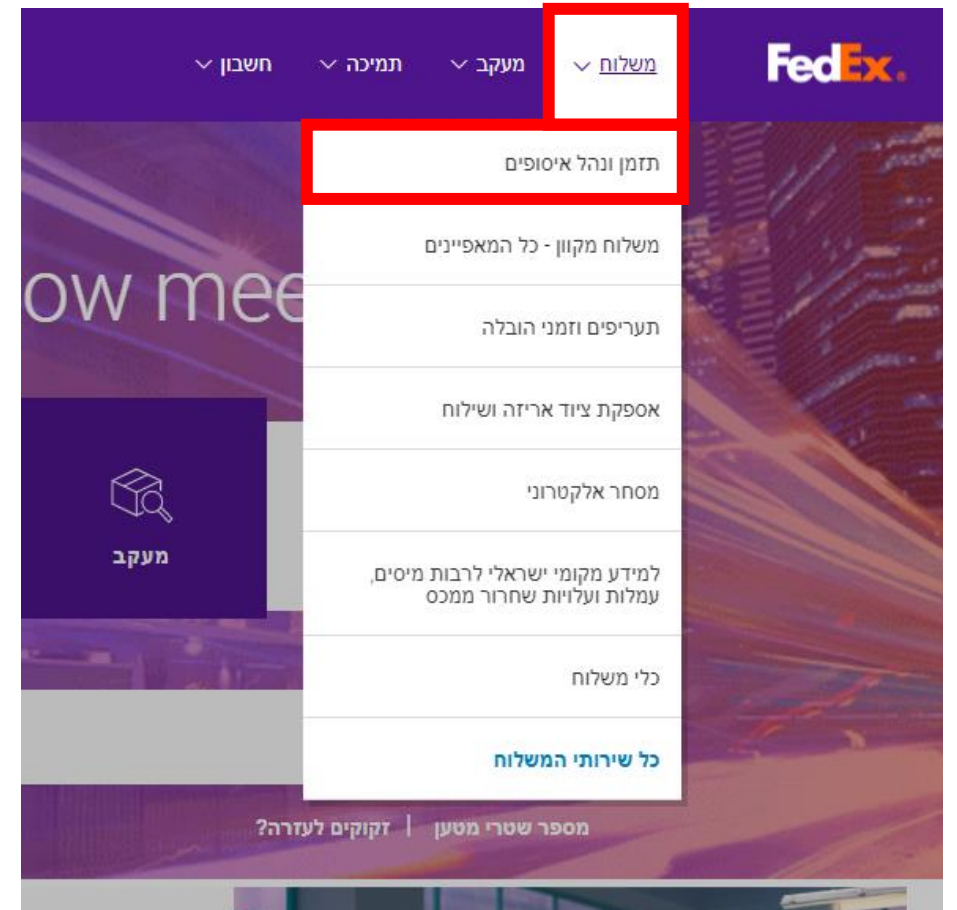 FedEx.
משלוח
מעקב
תמיכה
חשבון
תזמן ונהל איסופים
משלוח מקוון - כל המאפיינים
תעריפים וזמני הובלה
אספקת ציוד אריזה ושילוח
מסחר אלקטרוני
למידע מקומי ישראלי לרבות מיסים,
עמלות ועלויות שחרור ממכס
כלי משלוח
כל שירותי המשלוח
ow mee
מעקב
מספר שטרי מטען | זקוקים לעזרה?